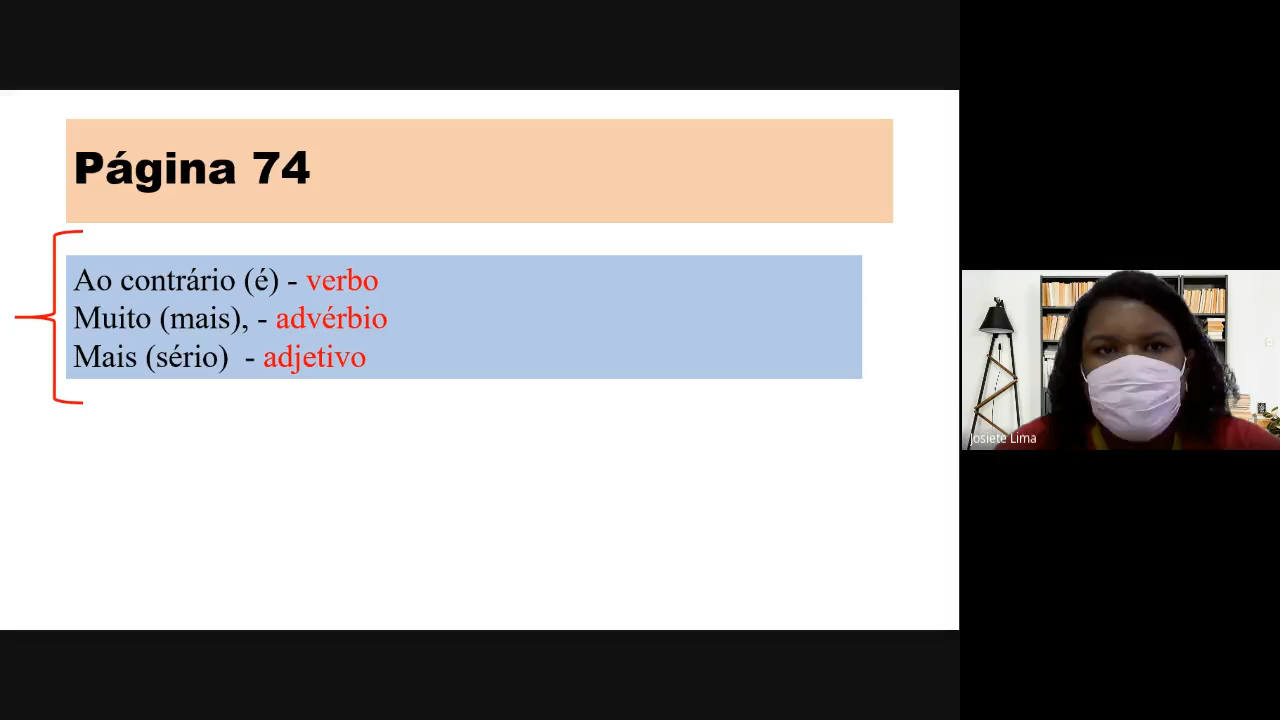 Página 74
Ao contrário (é) - verbo
Muito (mais), - advérbio
Mais (sério) - adjetivo
Josiete Lima